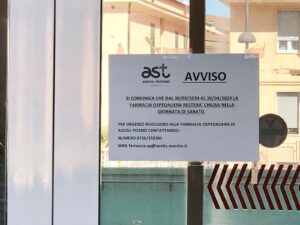 ast
ASCOLI PICENO
AVVISO
SI COMUNICA CHE DAL 30/03/2024 AL 30/04/2024 LA
FARMACIA OSPEDALIERA RESTERA' CHIUSA NELLA
GIORNATA DI SABATO.
PER URGENZE RIVOLGERSI ALLA FARMACIA OSPEDALIERA DI
ASCOLI PICENO CONTATTANDO:
NUMERO 0736/358341
MAIL farmacia.ap@sanita.marche.it